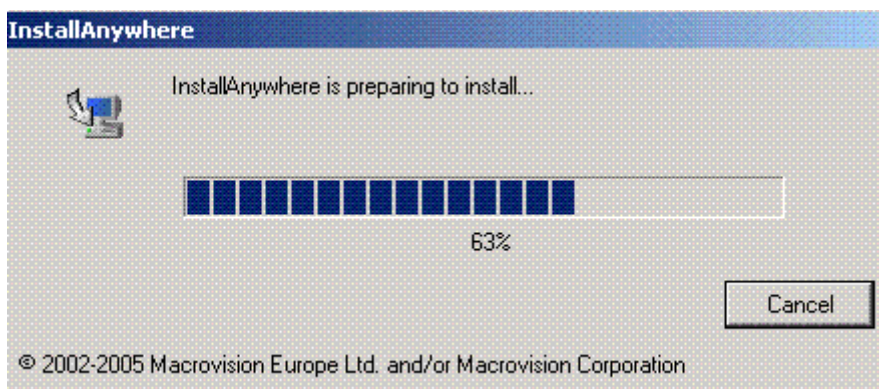 InstallAnywhere
InstallAnywhere is preparing to install...
63%
Cancel
© 2002-2005 Macrovision Europe Ltd. and/or Macrovision Corporation